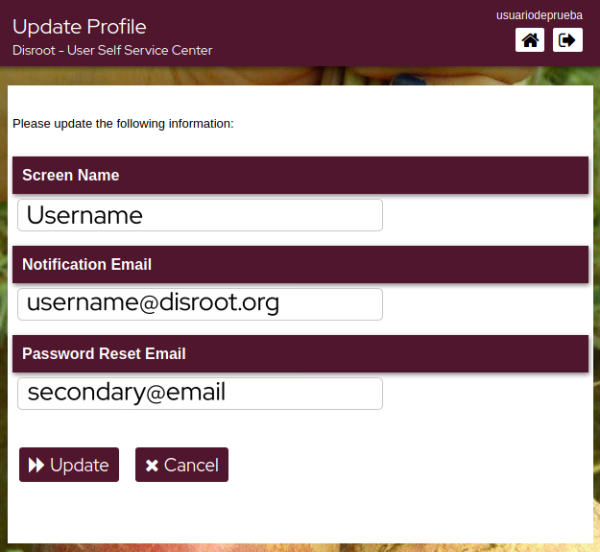 Update Profile
usuariodeprueba
Disroot - User Self Service Center
Please update the following information:
Screen Name
Username
Notification Email
username@disroot.org
Password Reset Email
secondary@email
Update
Cancel